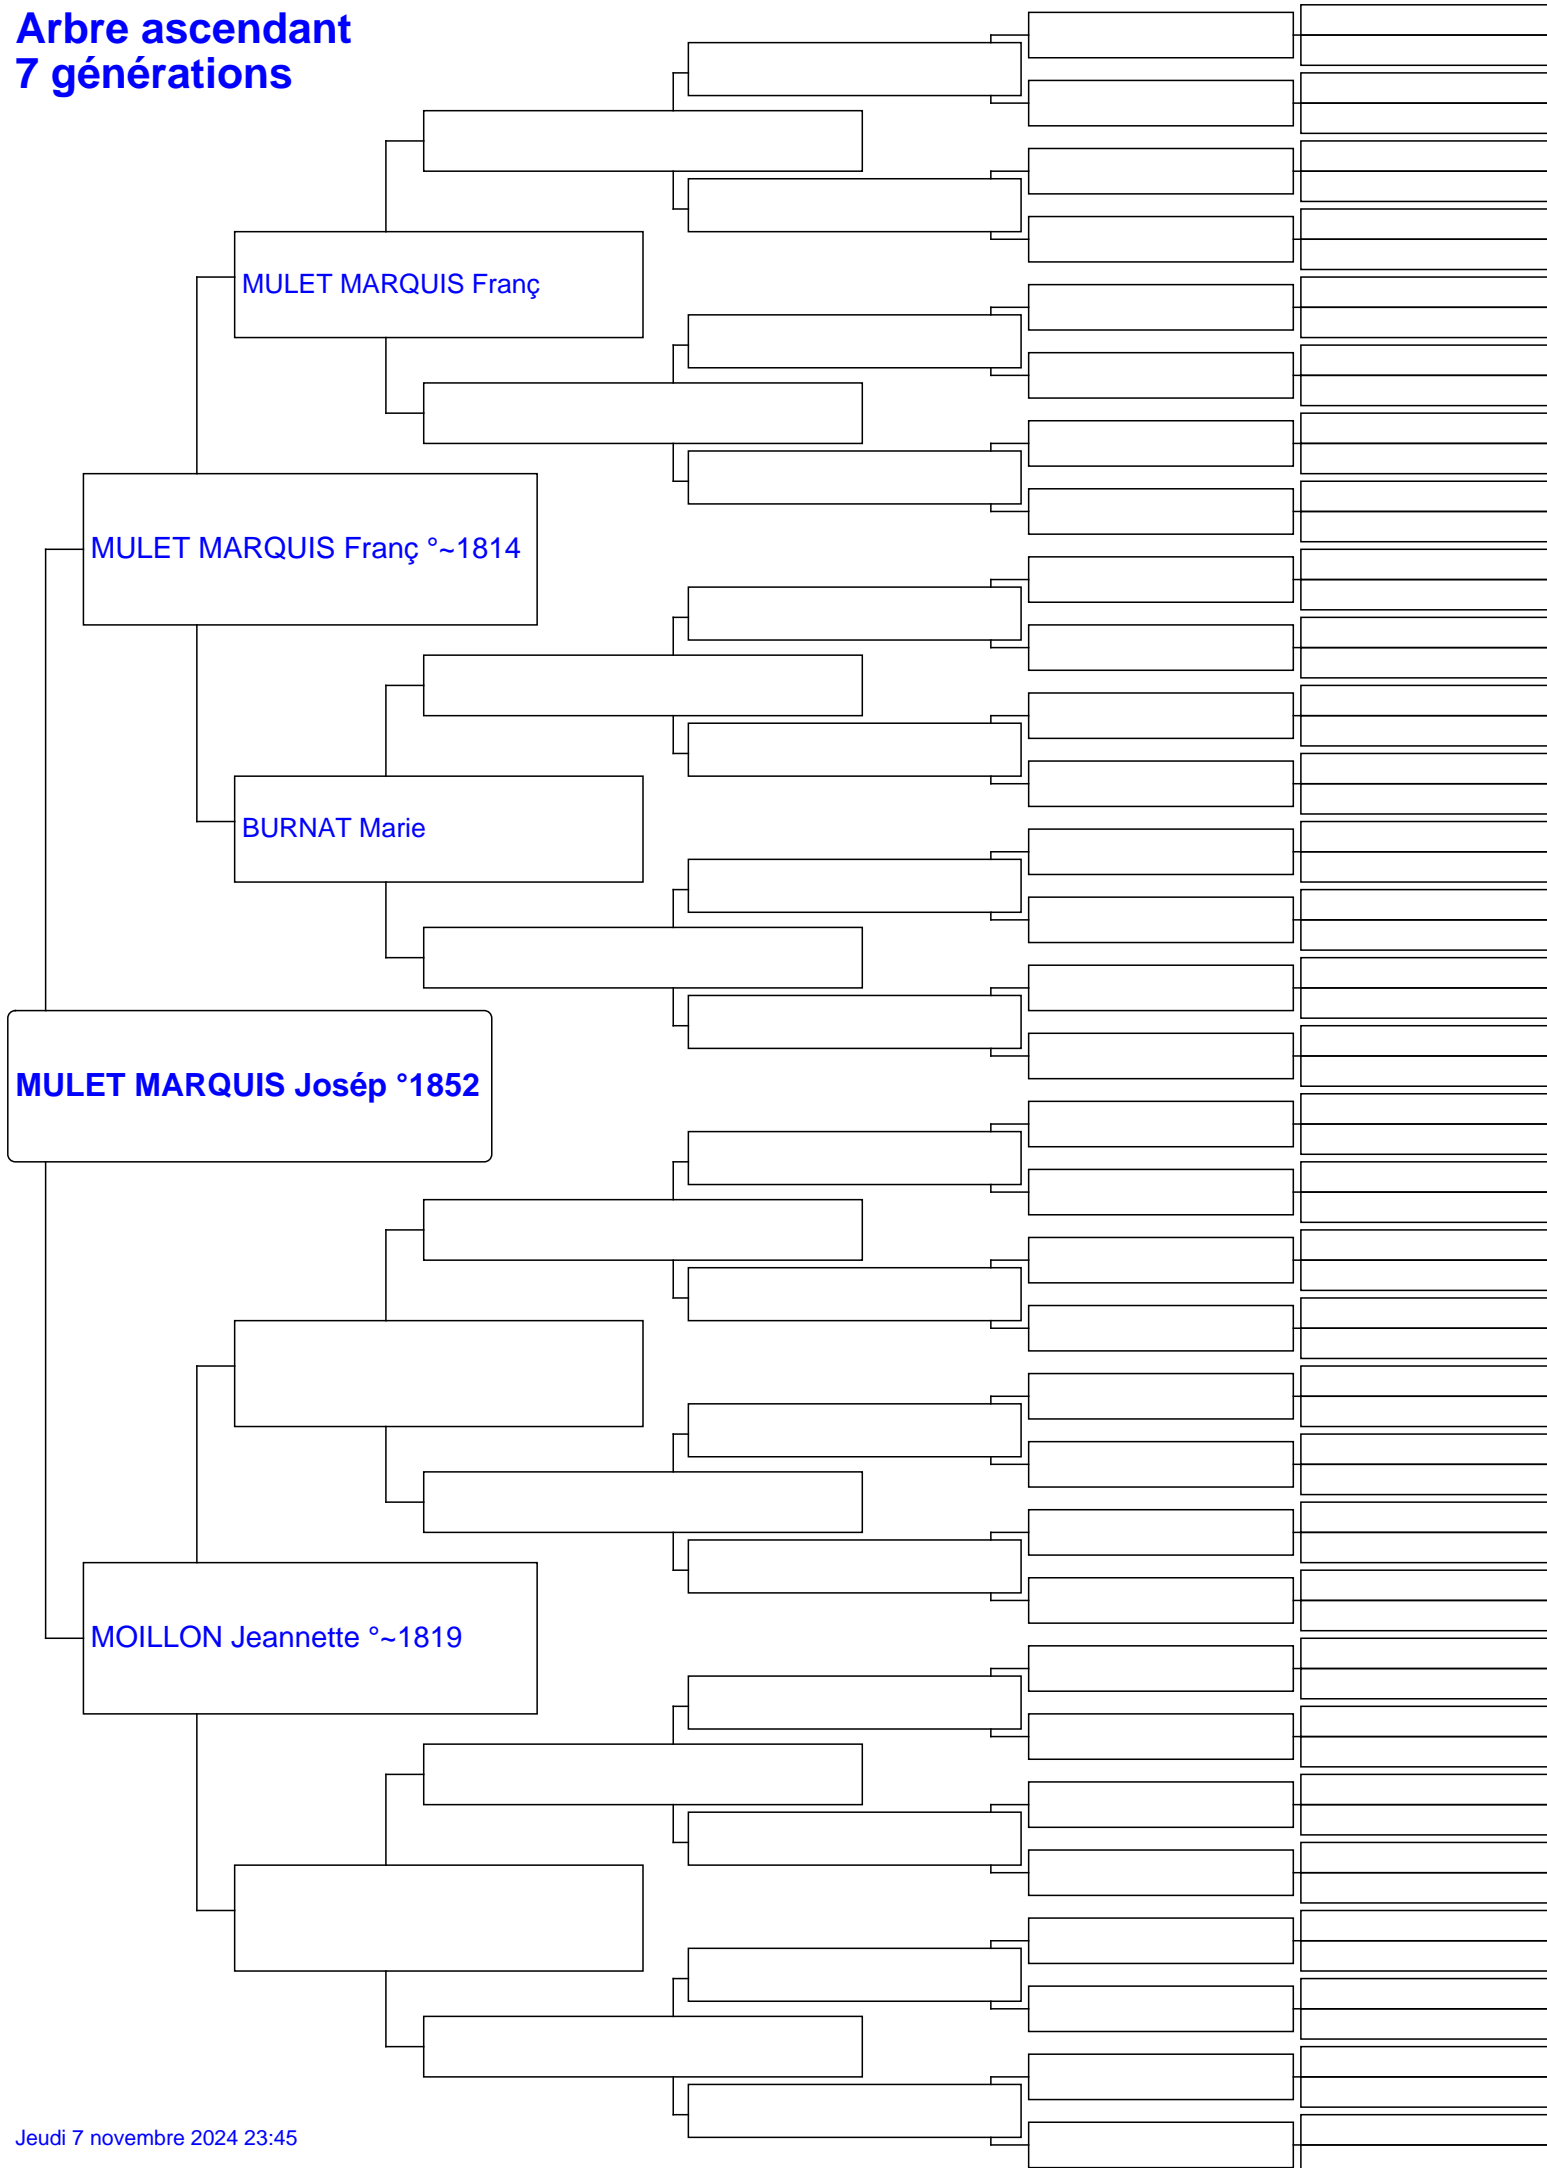 Arbre ascendant
7 générations
MULET MARQUIS Franç
MULET MARQUIS Franç °~1814
BURNAT Marie
MULET MARQUIS Josép °1852
MOILLON Jeannette °~1819
Jeudi 7 novembre 2024 23:45